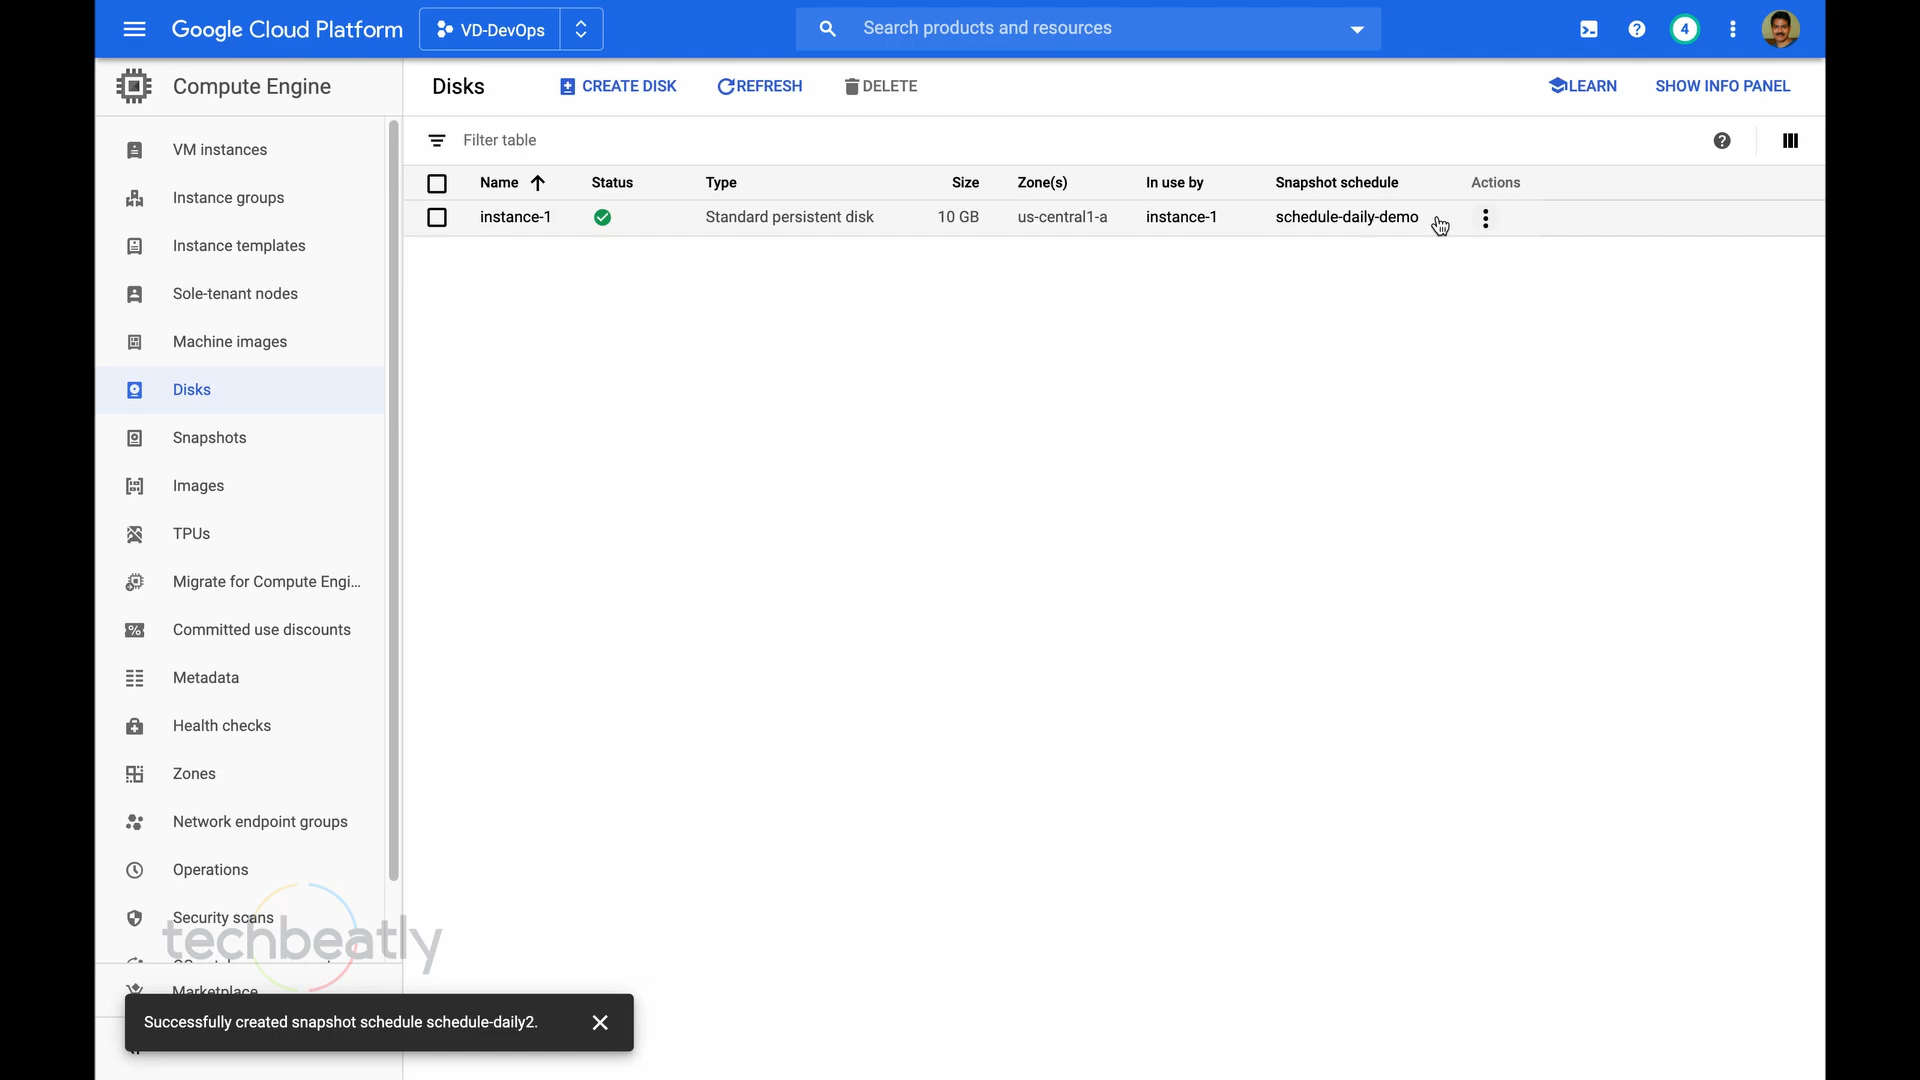 Google Cloud Platform
VD-DevOps
Search products and resources
4
Compute Engine
Disks
CREATE DISK
REFRESH
DELETE
LEARN
SHOW INFO PANEL
Filter table
Name Status Type Size Zone(s) In use by Snapshot schedule Actions
instance-1 Standard persistent disk 10 GB us-central1-a instance-1 schedule-daily-demo
VM instances
Instance groups
Instance templates
Sole-tenant nodes
Machine images
Disks
Snapshots
Images
TPUs
Migrate for Compute Engi...
Committed use discounts
Metadata
Health checks
Zones
Network endpoint groups
Operations
Security scans
techbeatly
Marketplace
Successfully created snapshot schedule schedule-daily2.